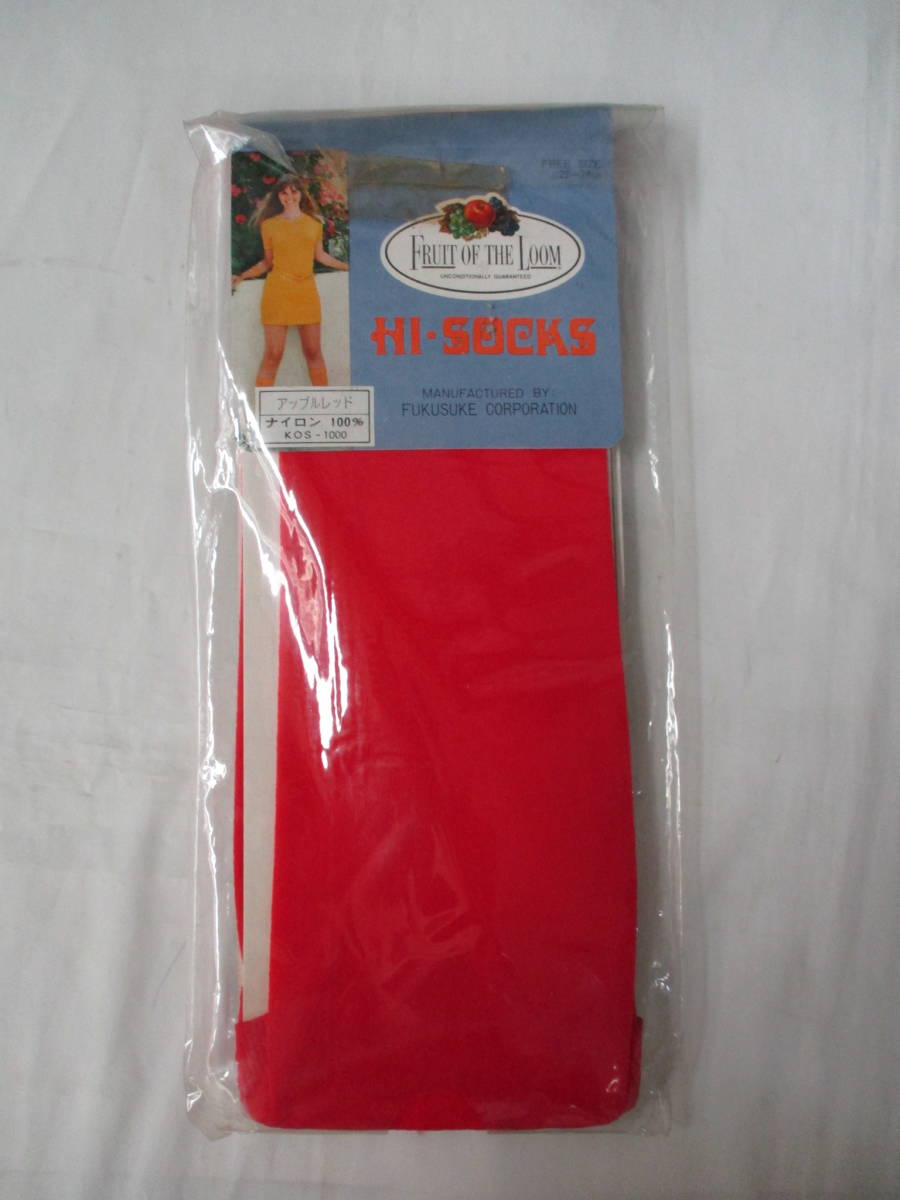 FREE SIZE
FRUIT OF THE LOOM
UNCONDITIONALLY GUARANTEED
HI-SOCKS
MANUFACTURED BY:
FUKUSUKE CORPORATION
アップルレッド
ナイロン 100%
KOS-1000